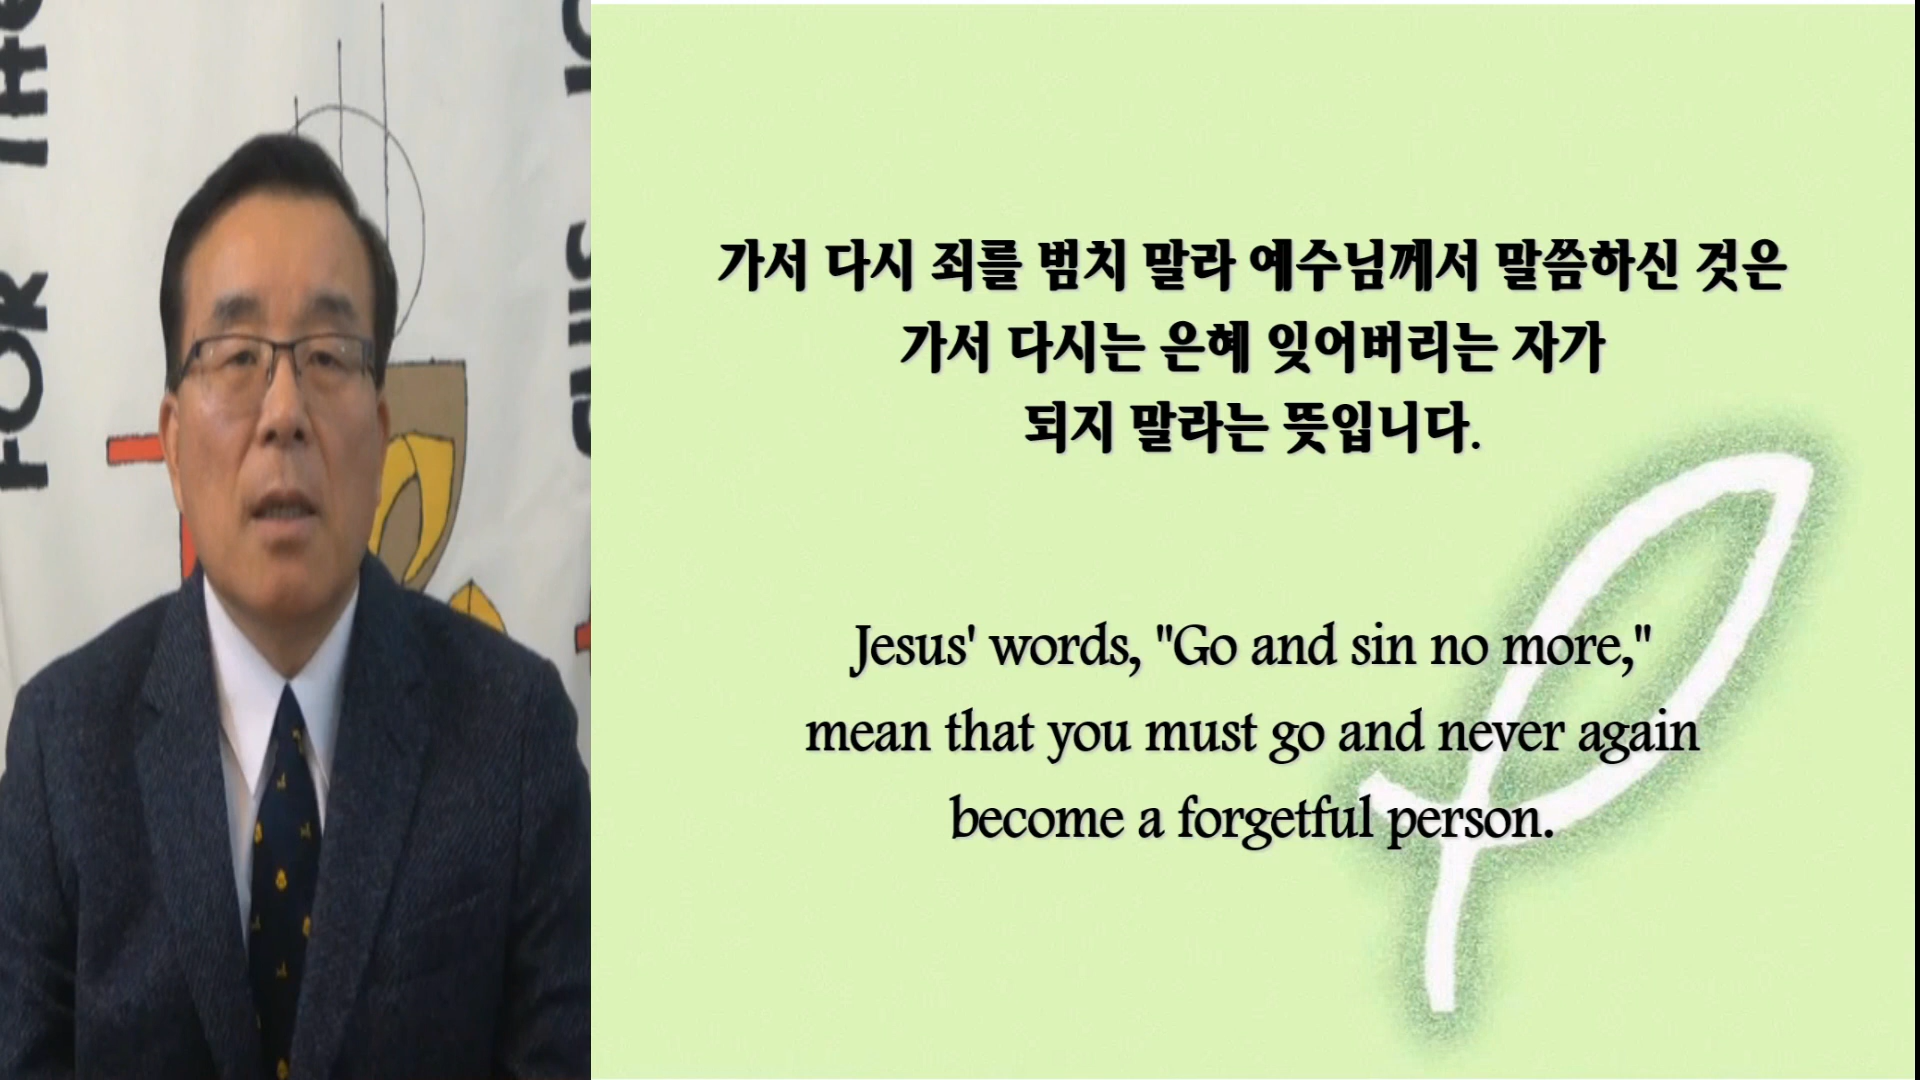 FOR THO
가서 다시 죄를 범치 말라 예수님께서 말씀하신 것은
가서 다시는 은혜 잊어버리는 자가
되지 말라는 뜻입니다.
Jesus' words, "Go and sin no more,"
mean that you must go and never again
become a forgetful person.